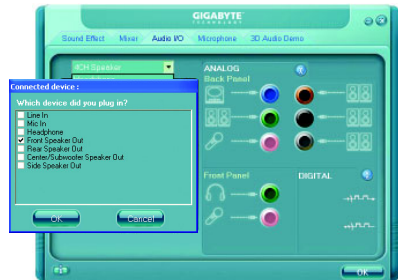 GIGABYTE
TECHNOLOGY
Sound Effect
Mixer
Audio I/O
Microphone
3D Audio Demo
4CH Speaker
ANALOG
Back Panel
Connected device :
Which device did you plug in?
Line In
Mic In
Headphone
Front Speaker Out
Rear Speaker Out
Center/Subwoofer Speaker Out
Side Speaker Out
OK
Cancel
Front Panel
DIGITAL
OK